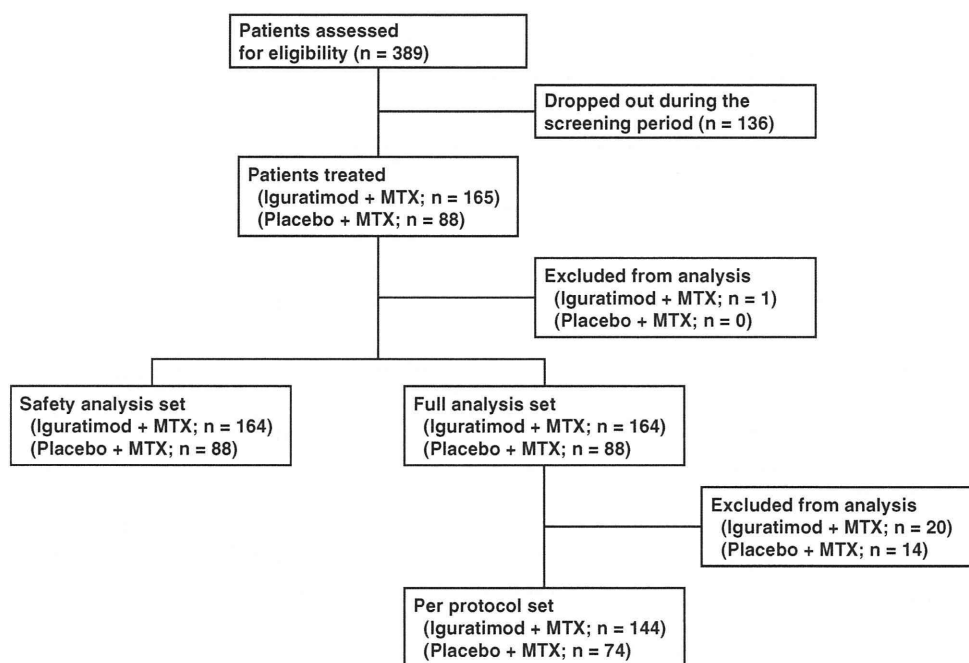 Patients assessed
for eligibility (n = 389)
Dropped out during the
screening period (n = 136)
Patients treated
(Iguratimod + MTX; n = 165)
(Placebo + MTX; n = 88)
Excluded from analysis
(Iguratimod + MTX; n = 1)
(Placebo + MTX; n = 0)
Safety analysis set
(Iguratimod + MTX; n = 164)
(Placebo + MTX; n = 88)
Full analysis set
(Iguratimod + MTX; n = 164)
(Placebo + MTX; n = 88)
Excluded from analysis
(Iguratimod + MTX; n = 20)
(Placebo + MTX; n = 14)
Per protocol set
(Iguratimod + MTX; n = 144)
(Placebo + MTX; n = 74)